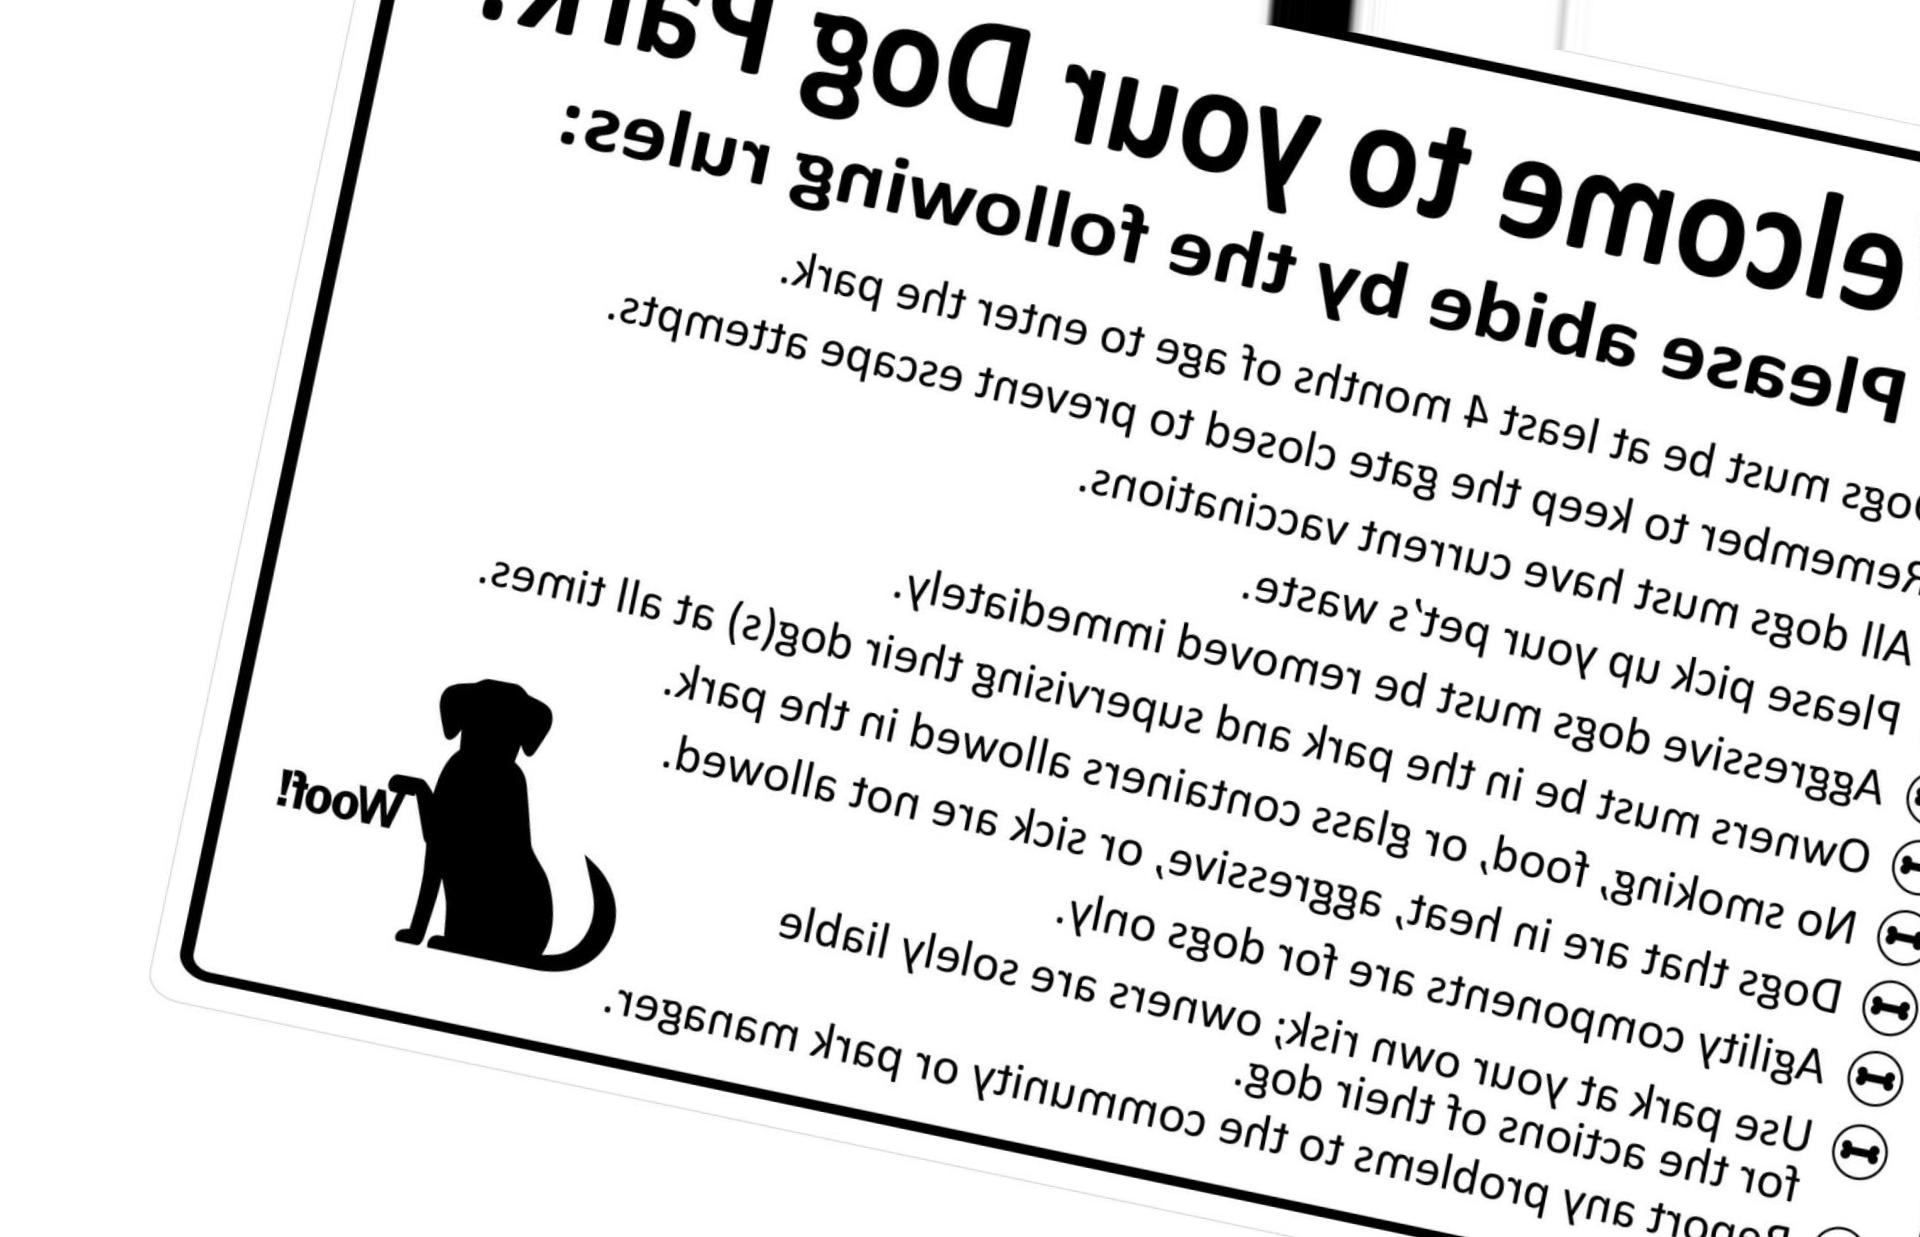 elcome to your Dog Park!
Please abide by the following rules:
Dogs must be at least 4 months of age to enter the park.
Remember to keep the gate closed to prevent escape attempts.
All dogs must have current vaccinations.
Please pick up your pet's waste.
Aggressive dogs must be removed immediately.
Owners must be in the park and supervising their dog(s) at all times.
No smoking, food, or glass containers allowed in the park.
Dogs that are in heat, aggressive, or sick are not allowed.
Agility components are for dogs only.
Use park at your own risk; owners are solely liable
for the actions of their dog.
Report any problems to the community or park manager.
Woof!